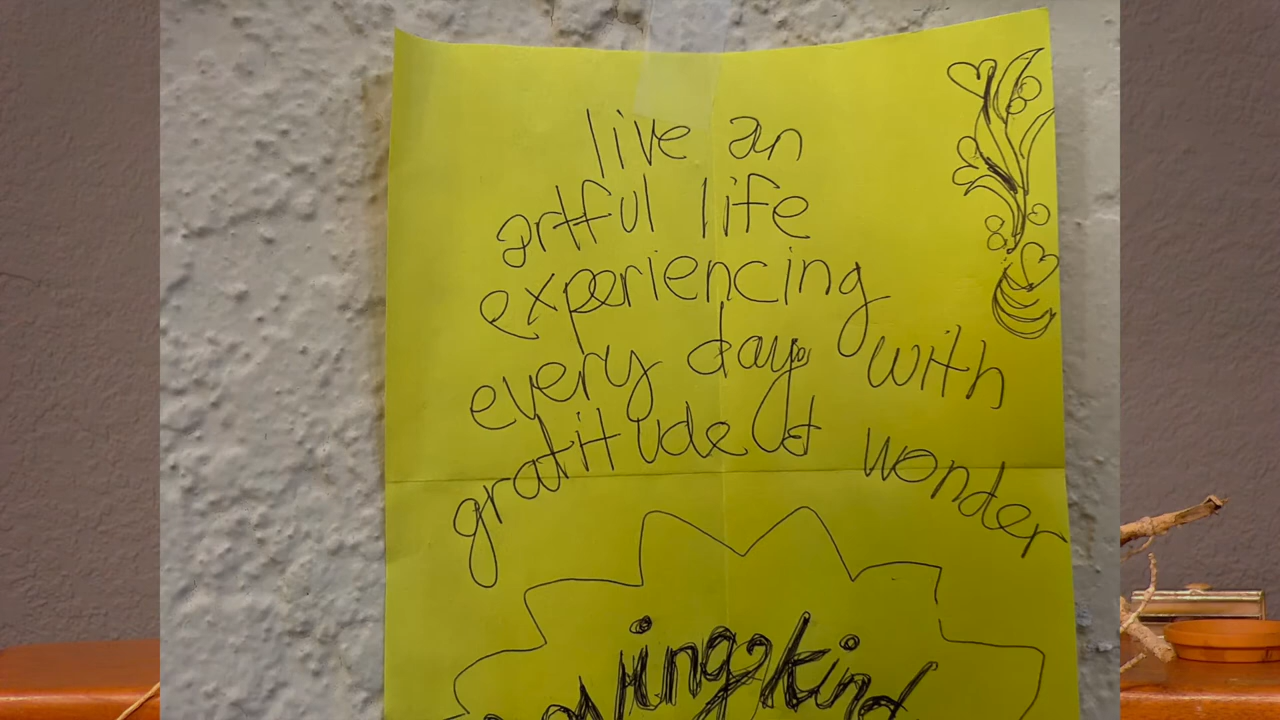 live an
artful life
experiencing
every day with
gratitude & wonder